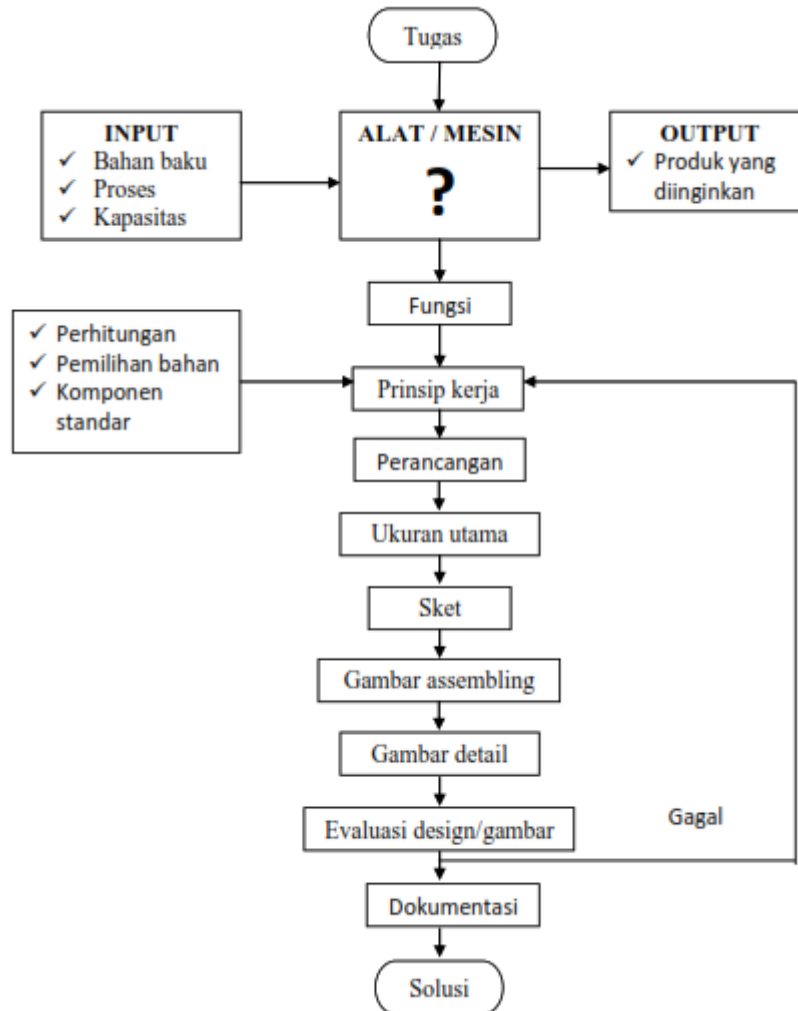 Tugas
INPUT
✓ Bahan baku
✓ Proses
✓ Kapasitas
ALAT / MESIN
?
OUTPUT
✓ Produk yang
diinginkan
Fungsi
✓ Perhitungan
✓ Pemilihan bahan
✓ Komponen
standar
Prinsip kerja
Perancangan
Ukuran utama
Sket
Gambar assembling
Gambar detail
Evaluasi design/gambar
Gagal
Dokumentasi
Solusi